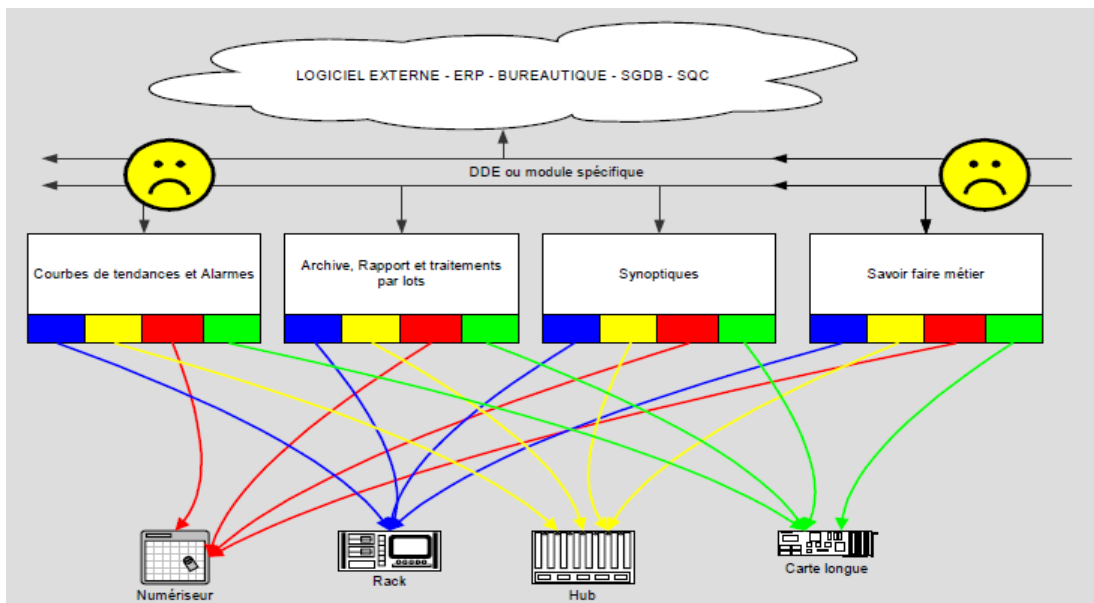 LOGICIEL EXTERNE - ERP - BUREAUTIQUE - SGDB - SQC
DDE ou module spécifique
Courbes de tendances et Alarmes
Archive, Rapport et traitements
par lots
Synoptiques
Savoir faire métier
Numériseur
Rack
Hub
Carte longue